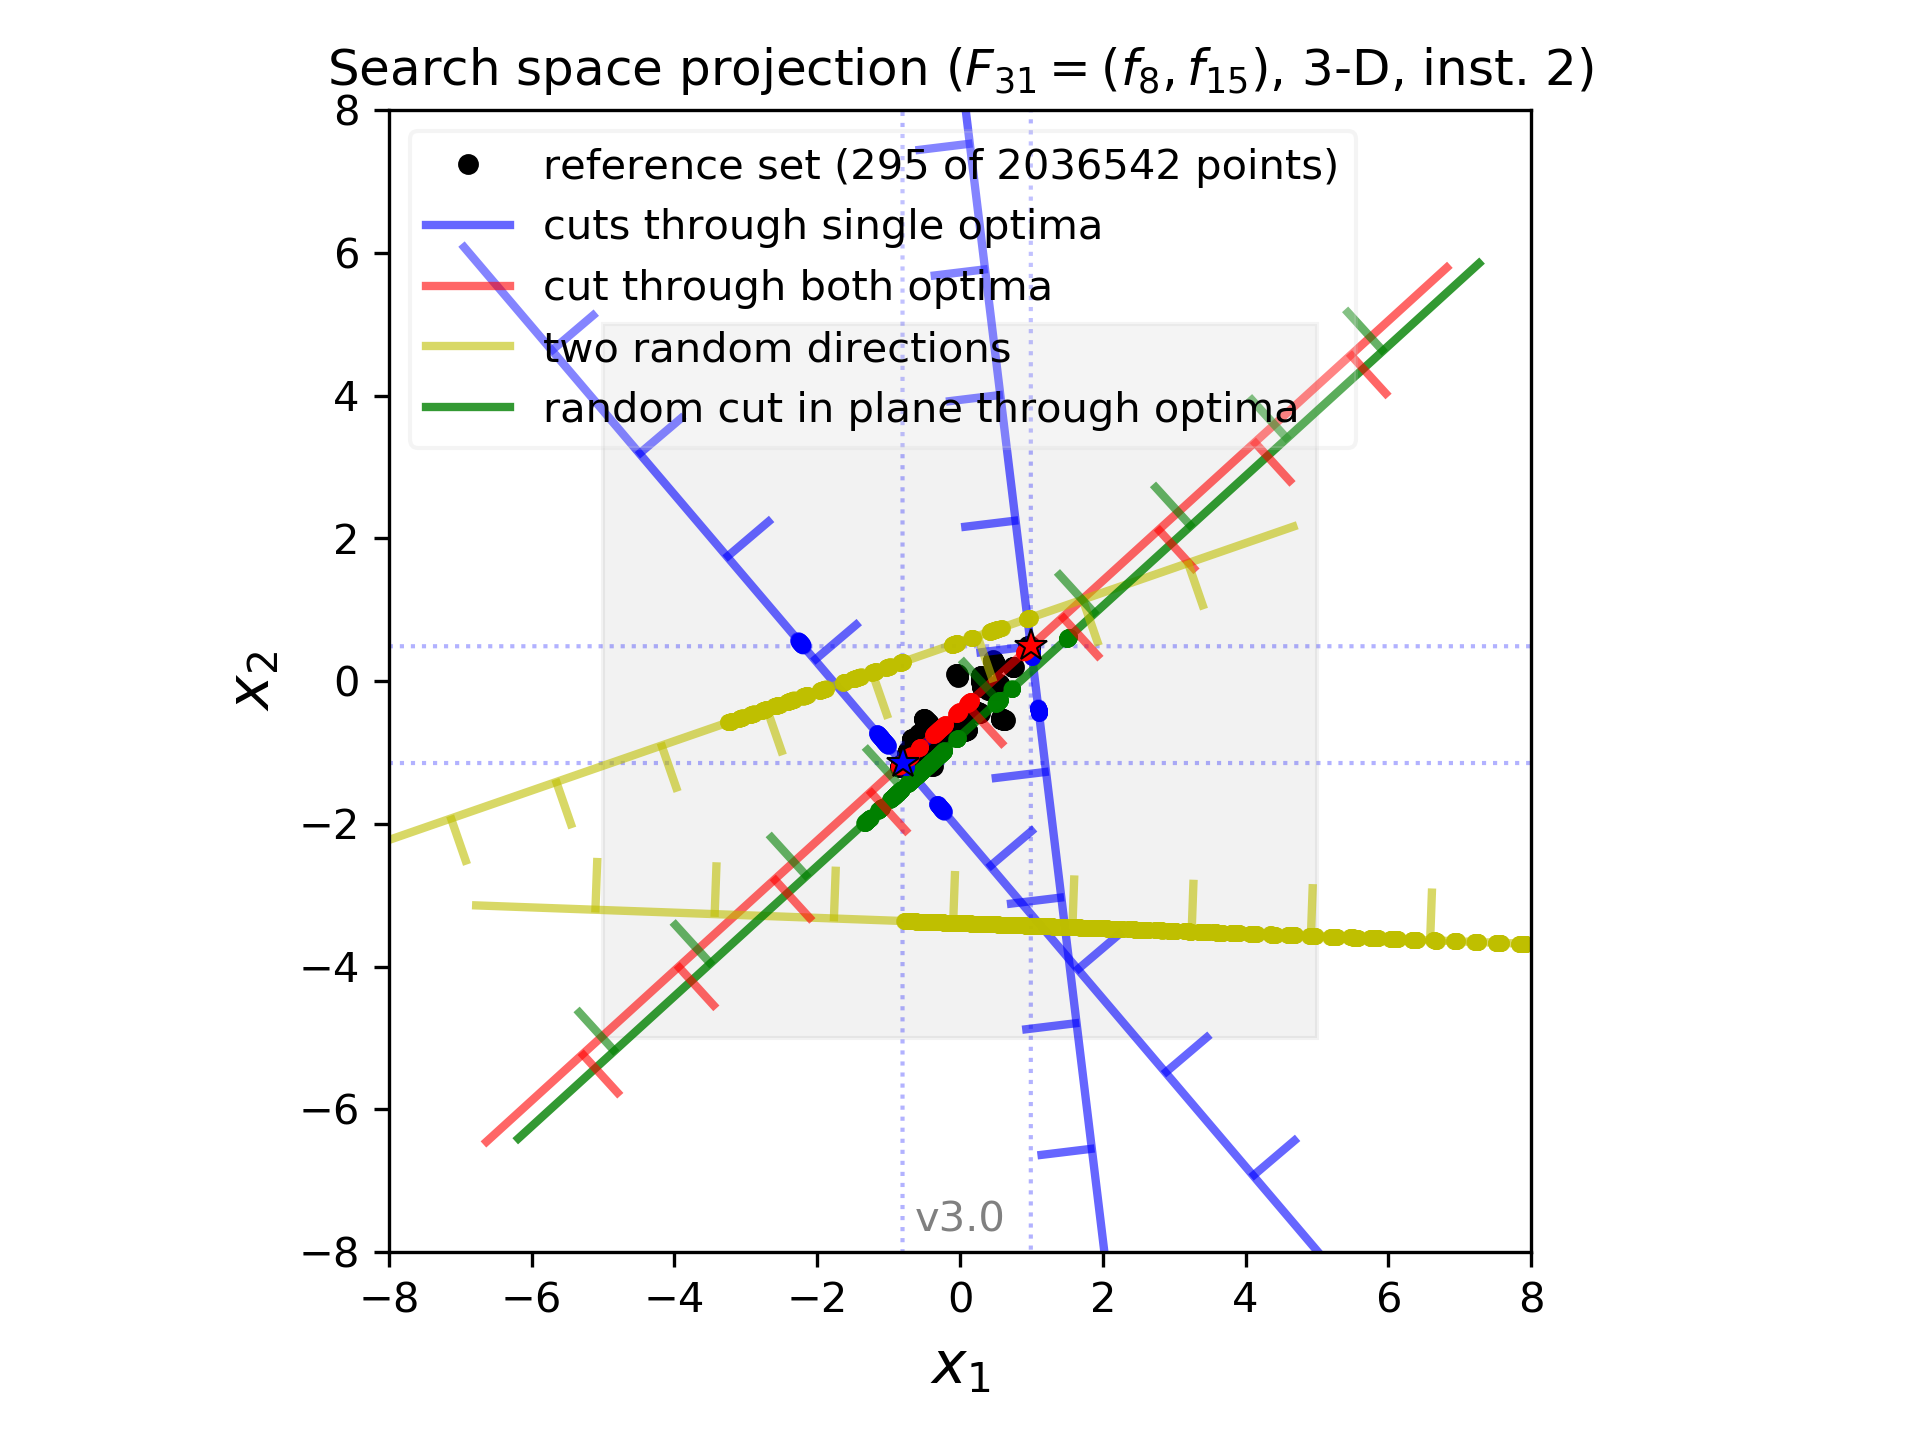 Search space projection (F31 = (f8, f15), 3-D, inst. 2)
reference set (295 of 2036542 points)
cuts through single optima
cut through both optima
two random directions
random cut in plane through optima
8
6
4
2
0
−2
−4
−6
−8
x2
v3.0
−8 −6 −4 −2 0 2 4 6 8
x1